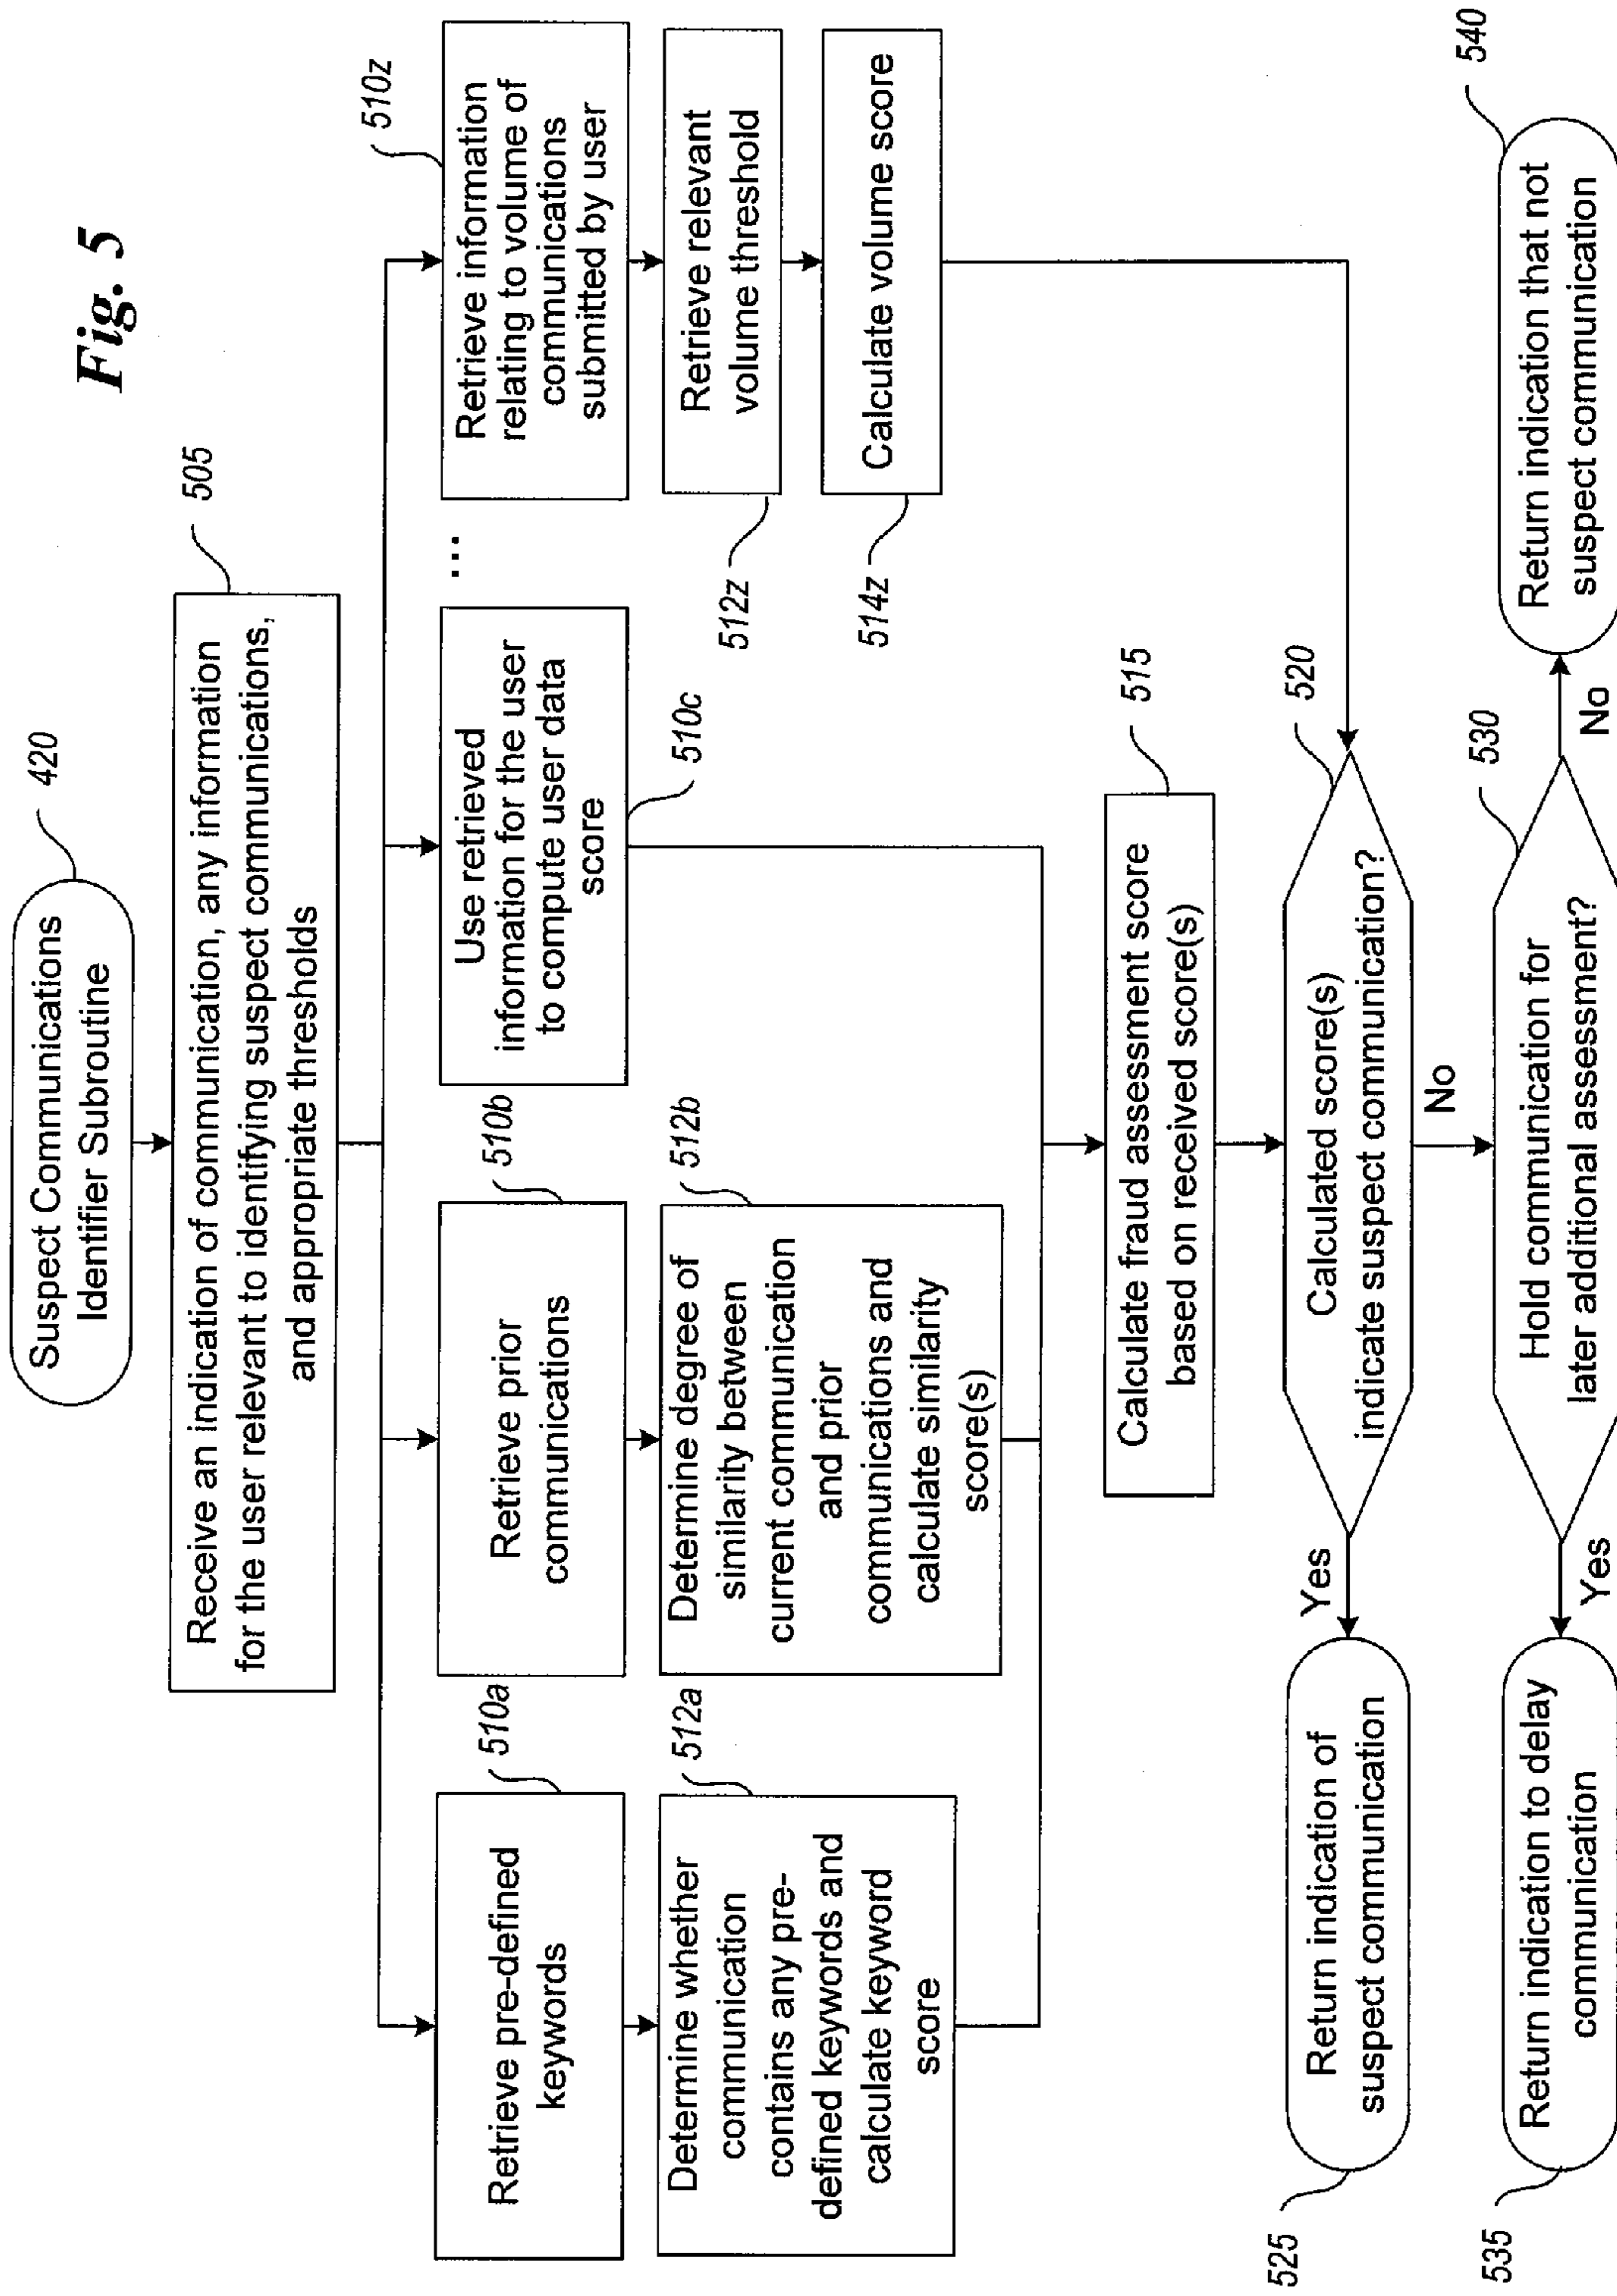 Fig. 5
Suspect Communications
Identifier Subroutine
420
505
Receive an indication of communication, any information
for the user relevant to identifying suspect communications,
and appropriate thresholds
510a
Retrieve pre-defined
keywords
510b
Retrieve prior
communications
Use retrieved
information for the user
to compute user data
score
510c
...
510z
Retrieve information
relating to volume of
communications
submitted by user
512a
Determine whether
communication
contains any pre-
defined keywords and
calculate keyword
score
512b
Determine degree of
similarity between
current communication
and prior
communications and
calculate similarity
score(s)
512z
Retrieve relevant
volume threshold
514z
Calculate volume score
515
Calculate fraud assessment score
based on received score(s)
520
Calculated score(s)
indicate suspect communication?
Yes
No
525
Return indication of
suspect communication
530
Hold communication for
later additional assessment?
Yes
No
535
Return indication to delay
communication
540
Return indication that not
suspect communication